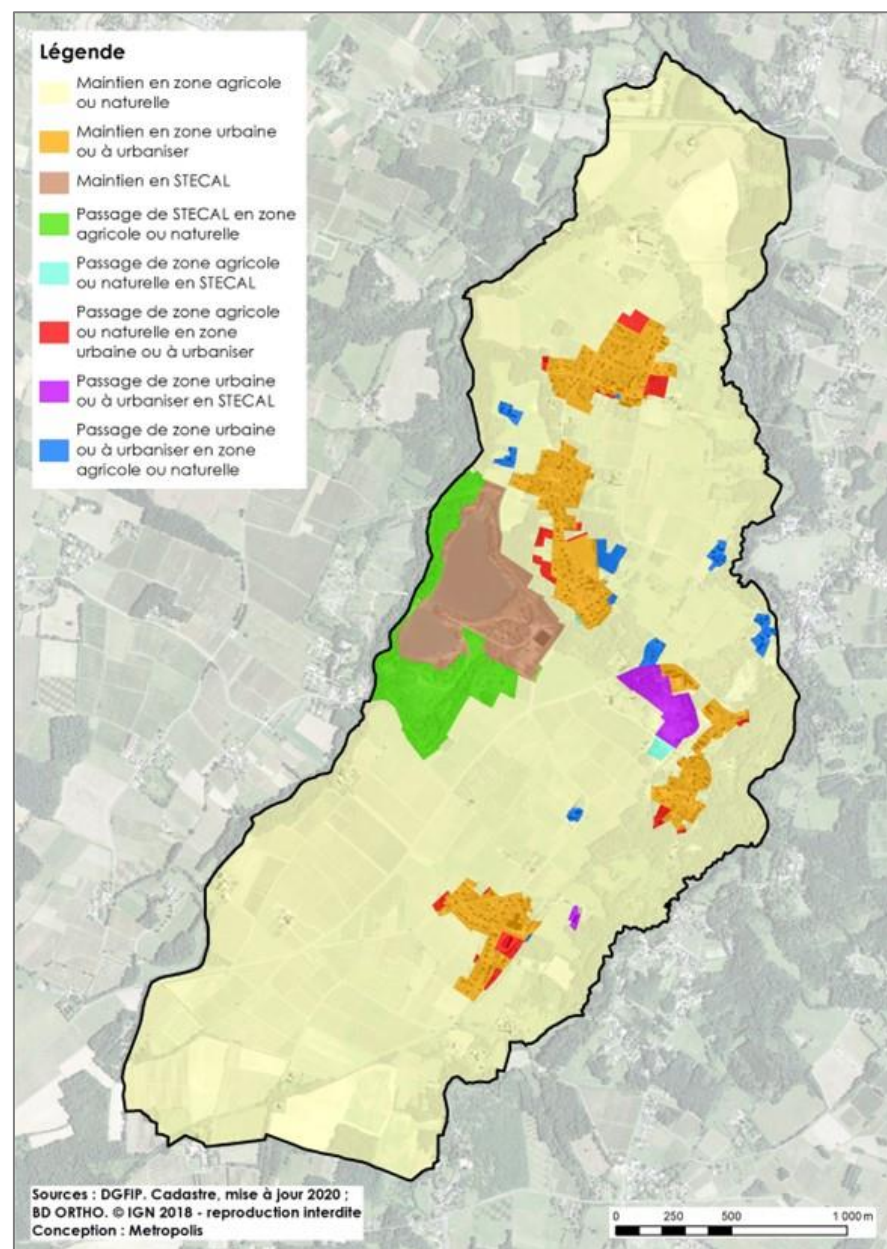 Légende
Maintien en zone agricole
ou naturelle
Maintien en zone urbaine
ou à urbaniser
Maintien en STECAL
Passage de STECAL en zone
agricole ou naturelle
Passage de zone agricole
ou naturelle en STECAL
Passage de zone agricole
ou naturelle en zone
urbaine ou à urbaniser
Passage de zone urbaine
ou à urbaniser en STECAL
Passage de zone urbaine
ou à urbaniser en zone
agricole ou naturelle
Sources : DGFIP. Cadastre, mise à jour 2020 ;
BD ORTHO. © IGN 2018 - reproduction interdite
Conception : Metropolis
0 250 500 1 000 m